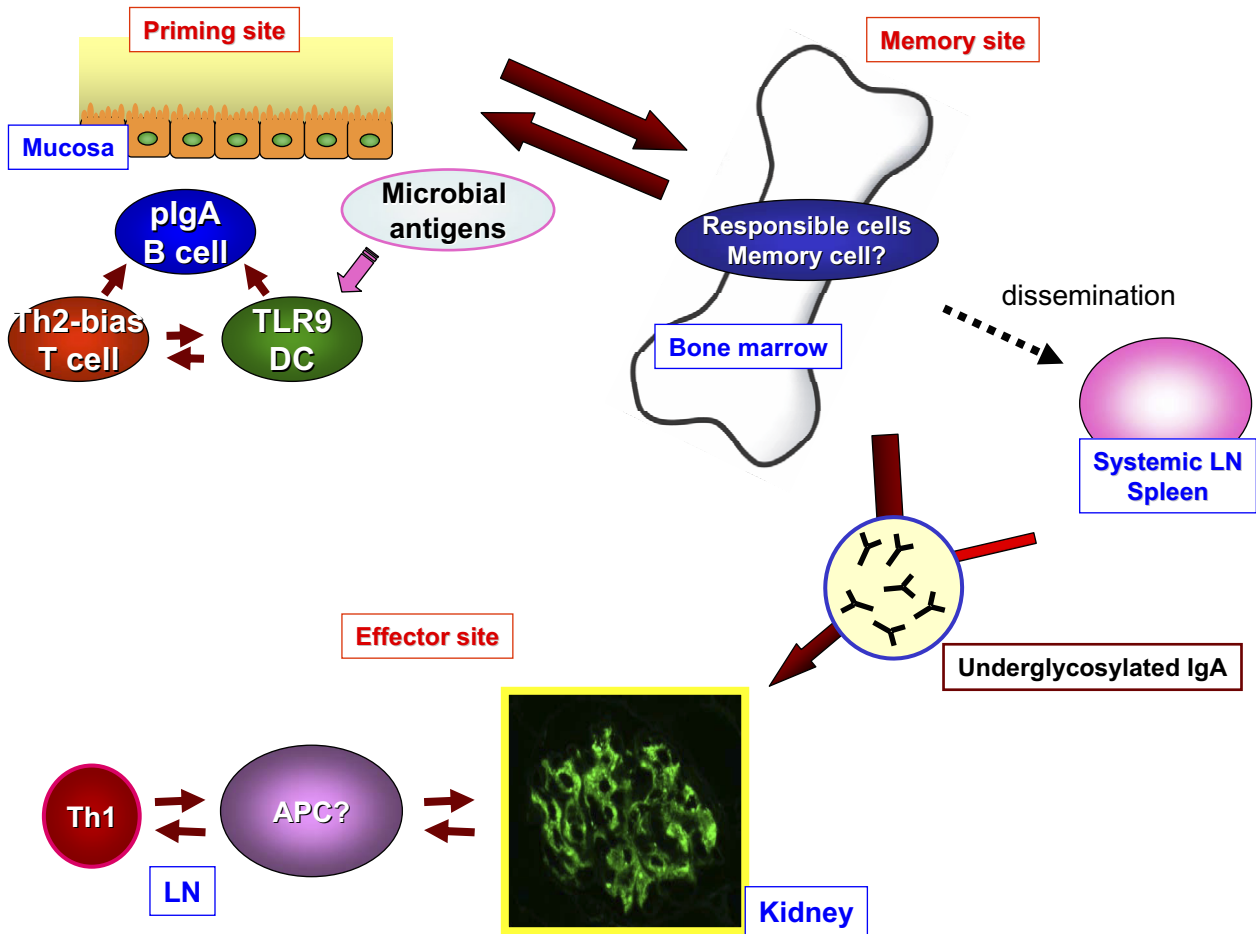 Priming site
Memory site
Mucosa
pIgA
B cell
Microbial
antigens
Th2-bias
T cell
TLR9
DC
Responsible cells
Memory cell?
Bone marrow
dissemination
Systemic LN
Spleen
Underglycosylated IgA
Effector site
Th1
APC?
LN
Kidney